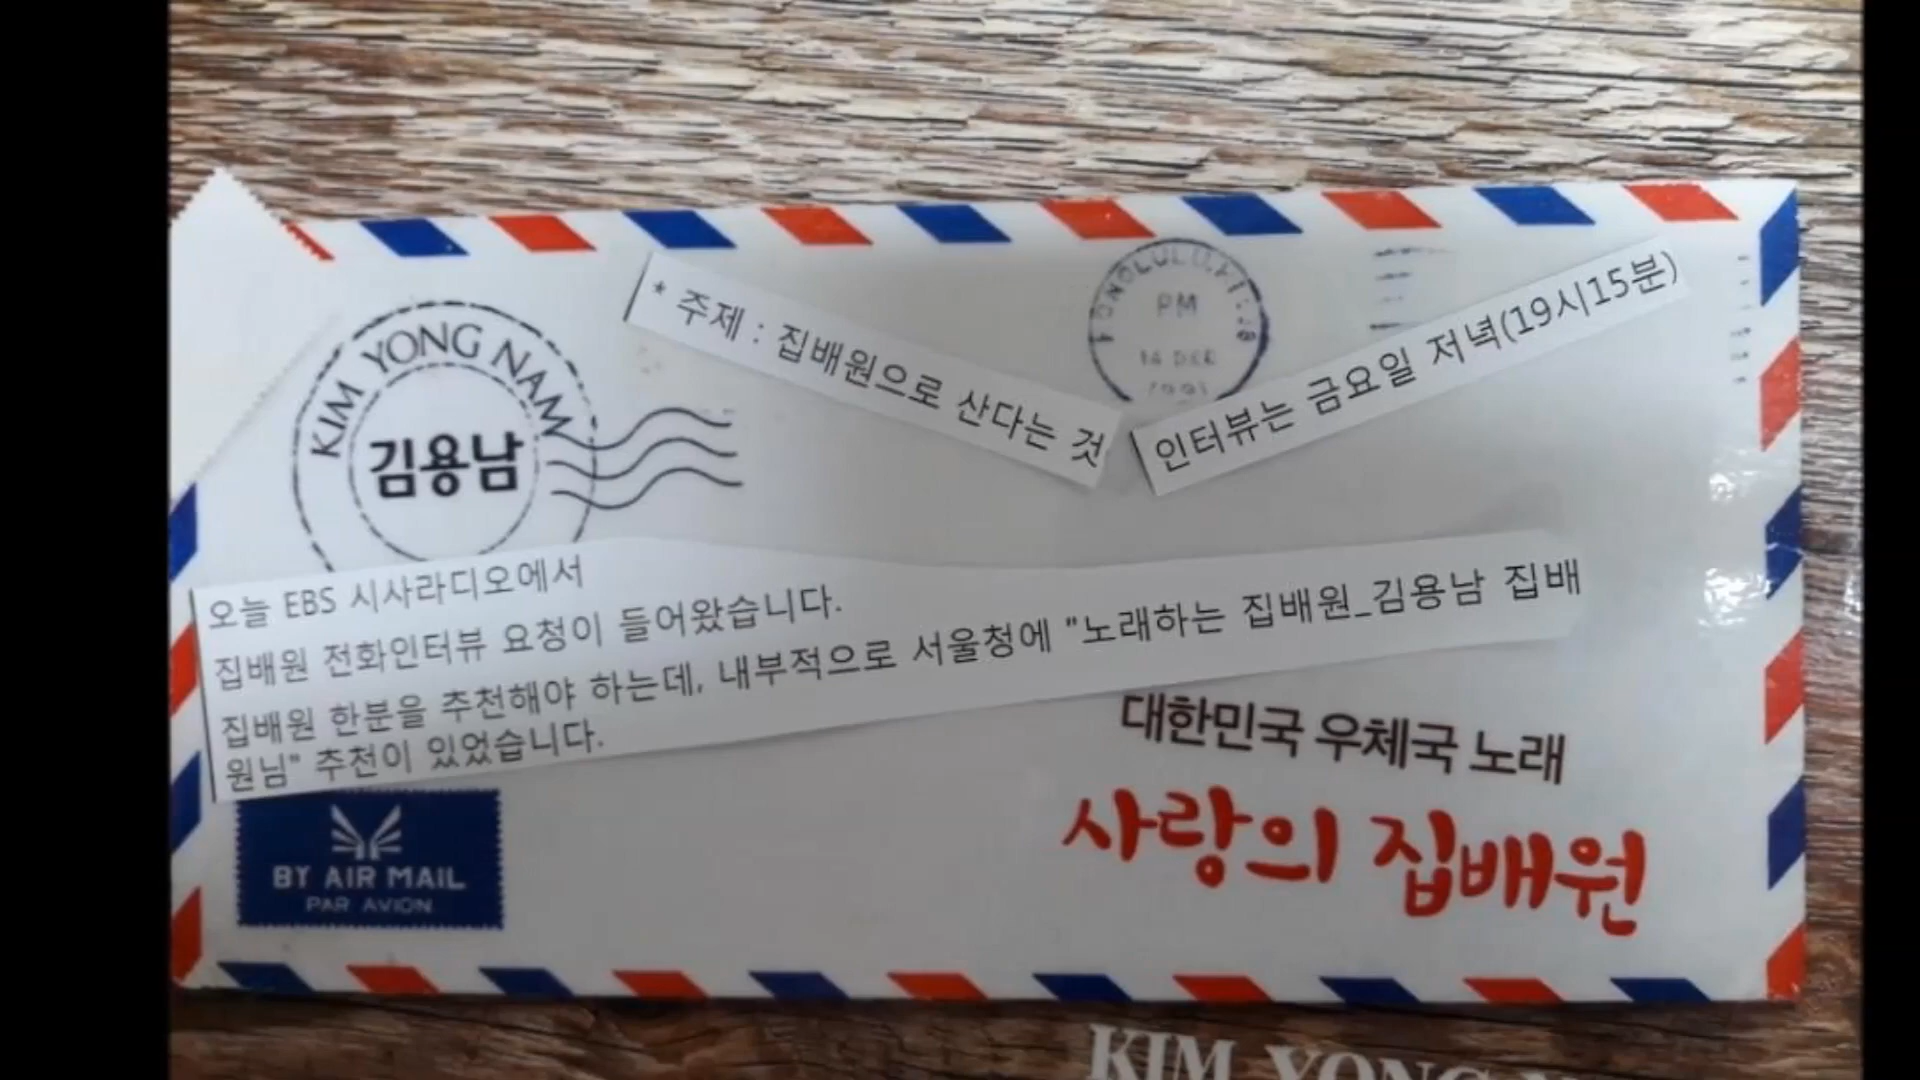 KIM YONG NAM
김용남
* 주제 : 집배원으로 산다는 것
PM
14 DEC
1991
인터뷰는 금요일 저녁(19시15분)
오늘 EBS 시사라디오에서
집배원 전화인터뷰 요청이 들어왔습니다.
집배원 한분을 추천해야 하는데, 내부적으로 서울청에 "노래하는 집배원_김용남 집배
원님" 추천이 있었습니다.
대한민국 우체국 노래
사랑의 집배원
BY AIR MAIL
PAR AVION
KIM YONG